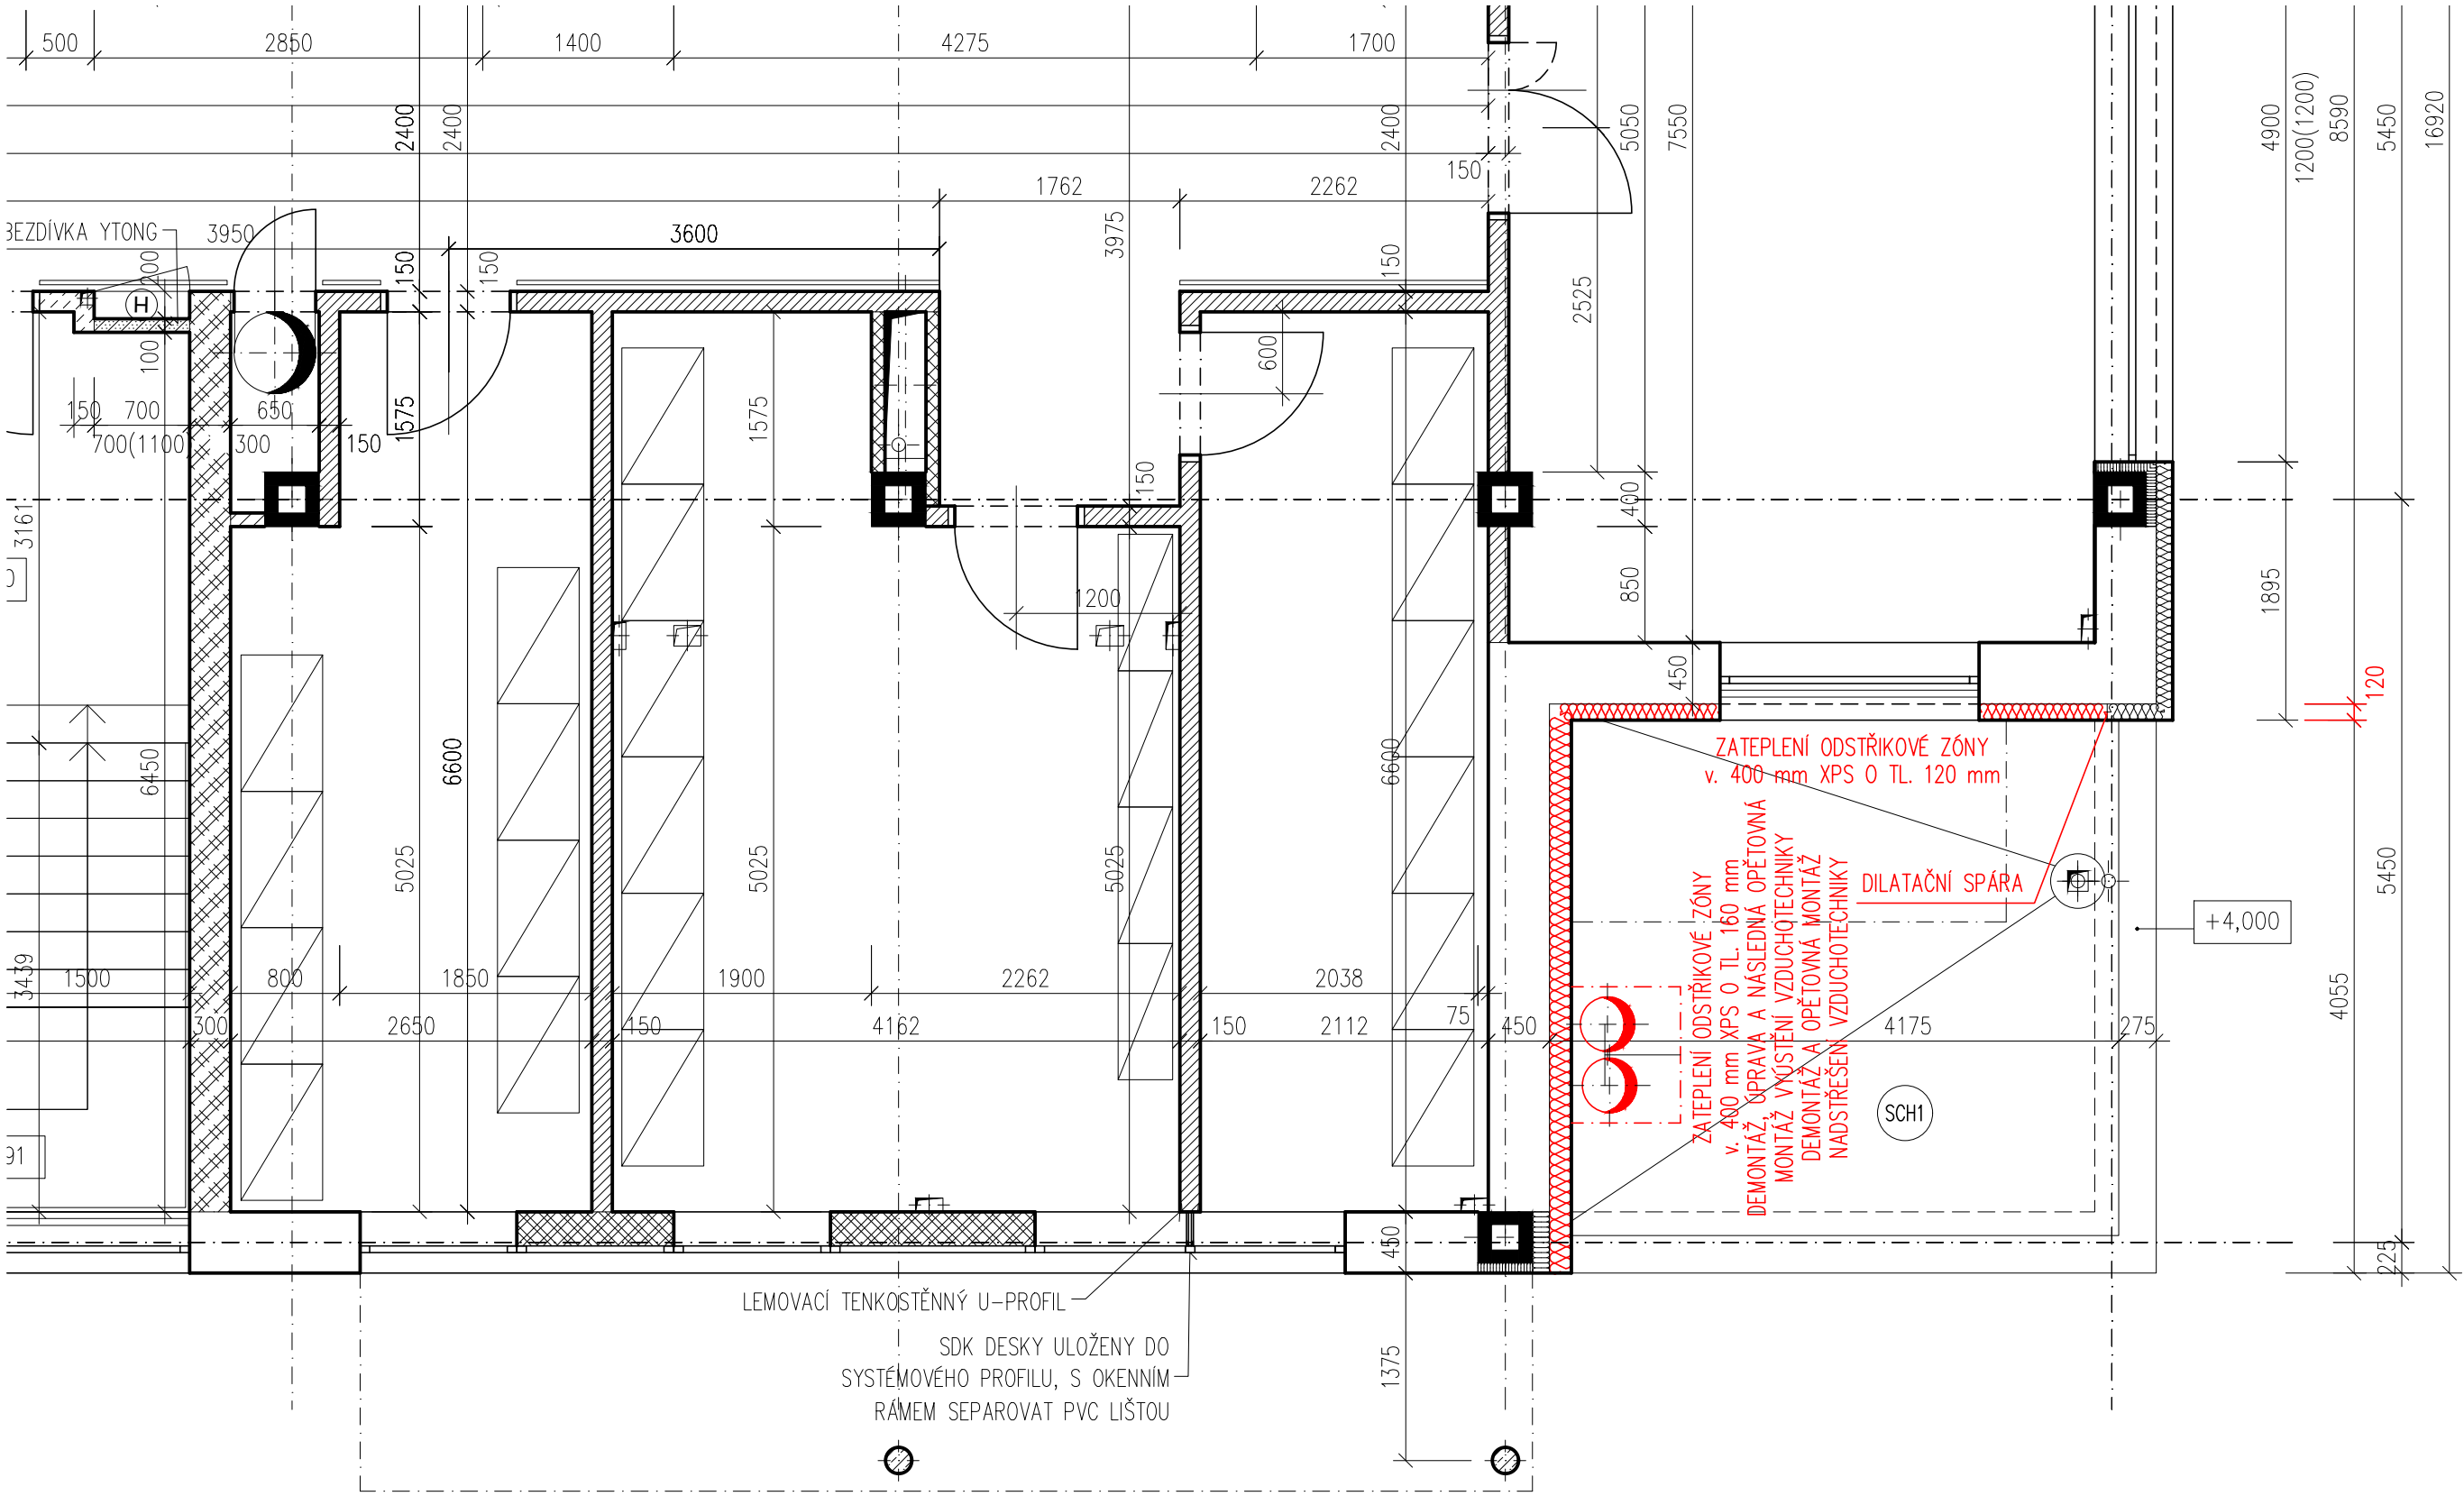 500 2850 1400 4275 1700
2400 2400 2400 5050 7550 4900 1200(1200) 8590 5450 16920
150
1762 2262
BEZDÍVKA YTONG 3950 3600 3975
200 150 150 150
H
2525
100 600
150 700 650 1575 1575
700(1100 300 150
150
400
3161
850 1895
1200
450 120
6450 6600 6600
ZATEPLENÍ ODSTŘIKOVÉ ZÓNY
v. 400 mm XPS O TL. 120 mm
5025 5025 5025 5450
DILATAČNÍ SPÁRA
+4,000
ZATEPLENÍ ODSTŘIKOVÉ ZÓNY
v. 400 mm XPS O TL. 160 mm
DEMONTÁŽ, ÚPRAVA A NÁSLEDNÁ OPĚTOVNÁ
MONTÁŽ VYÚSTĚNÍ VZDUCHOTECHNIKY
DEMONTÁŽ A OPĚTOVNÁ MONTÁŽ
NADSTŘEŠENÍ VZDUCHOTECHNIKY
3439 1500 800 1850 1900 2262 2038 4055
300 2650 150 4162 150 2112 75 450 4175 275
SCH1
91
450 225
LEMOVACÍ TENKOSTĚNNÝ U-PROFIL
SDK DESKY ULOŽENY DO
SYSTÉMOVÉHO PROFILU, S OKENNÍM
RÁMEM SEPAROVAT PVC LIŠTOU
1375